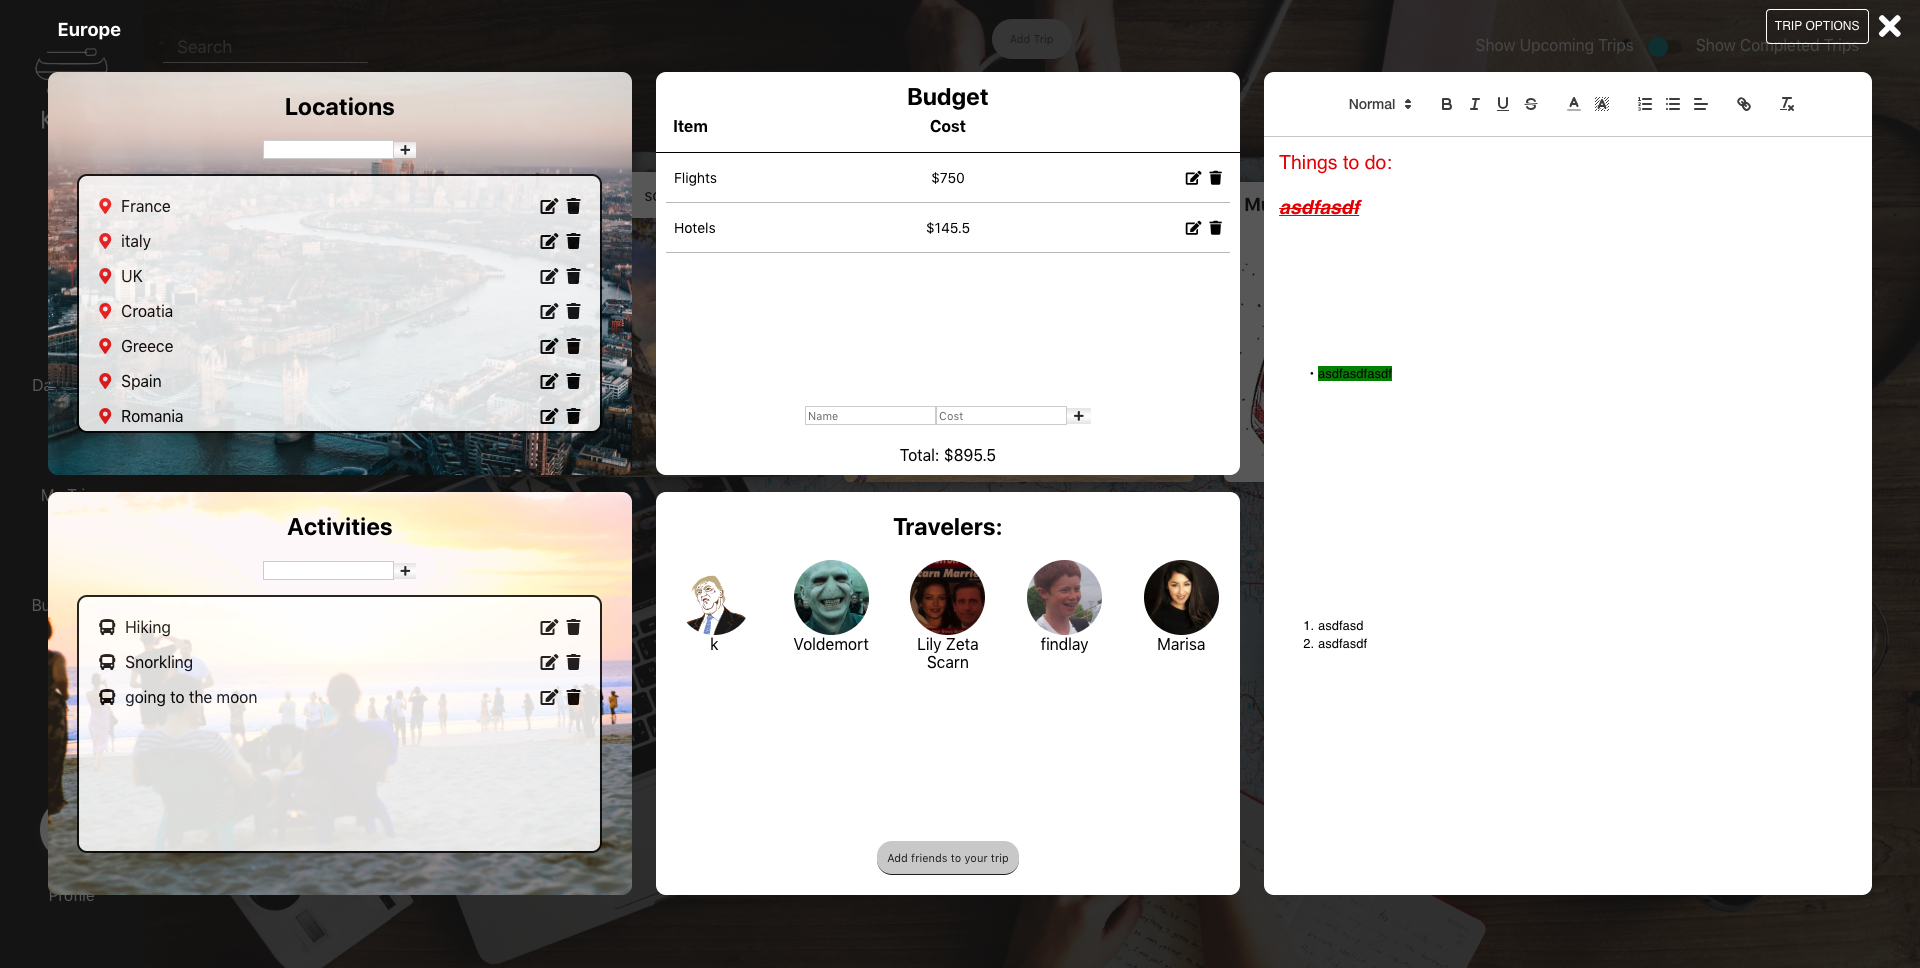 Europe
Search
Add Trip
Show Upcoming Trips
Show Completed Trips
TRIP OPTIONS
Locations
+
France
italy
UK
Croatia
Greece
Spain
Romania
Budget
Item Cost
Flights $750
Hotels $145.5
Name Cost +
Total: $895.5
Activities
+
Hiking
Snorkling
going to the moon
Travelers:
k
Voldemort
Lily Zeta
Scarn
findlay
Marisa
Add friends to your trip
Normal
Things to do:
asdfasdf
• asdfasdfasdf
1. asdfasd
2. asdfasdf
Profile